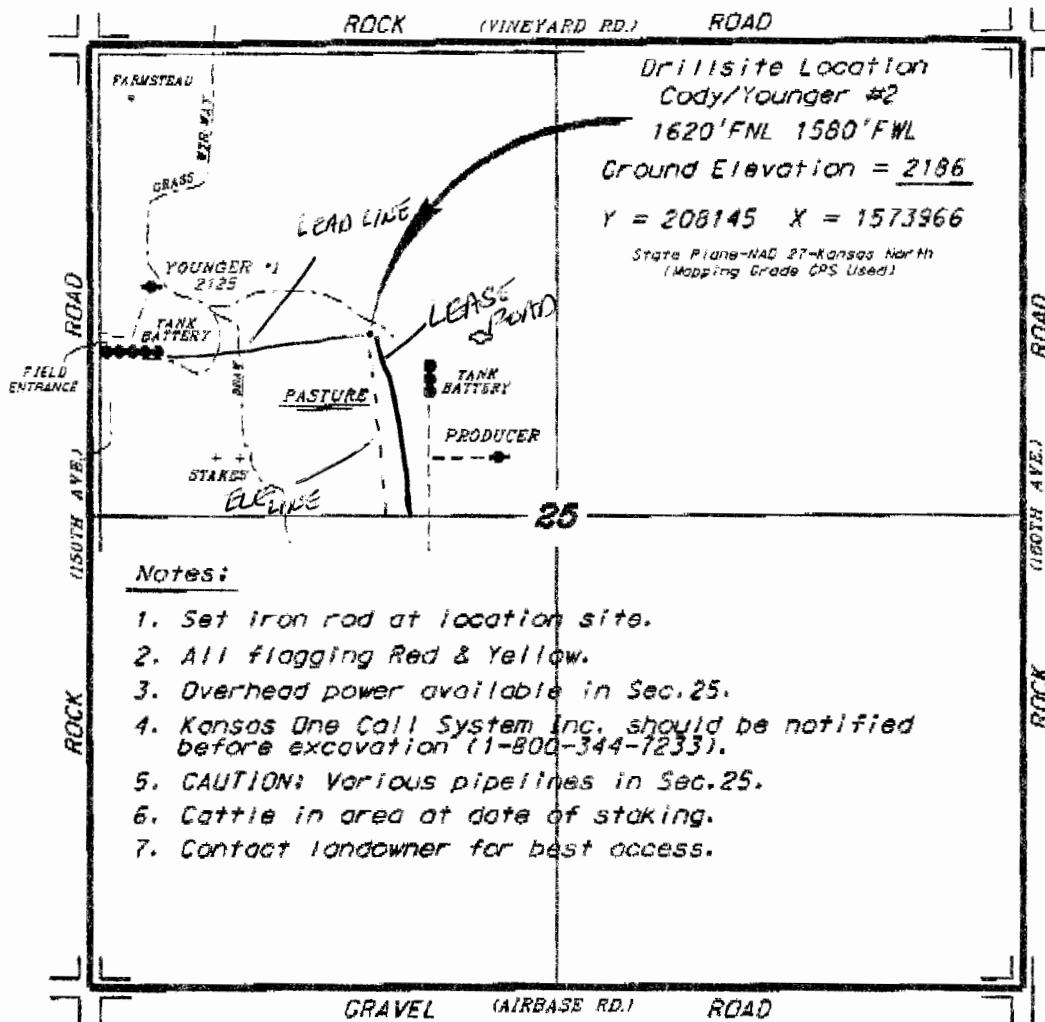 ROCK (VINEYARD RD.) ROAD
FARMSTEAD
Drillsite Location
Cody/Younger #2
1620'FNL 1580'FWL
Ground Elevation = 2186
Y = 208145 X = 1573966
State Plane-NAD 27-Kansas North
(Mapping Grade GPS Used)
WTR WAY
GRASS
LEAD LINE
YOUNGER #1
2125
LEASE
ROAD
TANK
BATTERY
FIELD
ENTRANCE
DRAW
PASTURE
TANK
BATTERY
PRODUCER
STAKES
ELEC LINE
25
ROAD
(150TH AVE.)
ROCK
ROAD
(160TH AVE.)
ROCK
Notes:
1. Set iron rod at location site.
2. All flagging Red & Yellow.
3. Overhead power available in Sec.25.
4. Kansas One Call System Inc. should be notified
before excavation (1-800-344-7233).
5. CAUTION: Various pipelines in Sec.25.
6. Cattle in area at date of staking.
7. Contact landowner for best access.
GRAVEL (AIRBASE RD.) ROAD